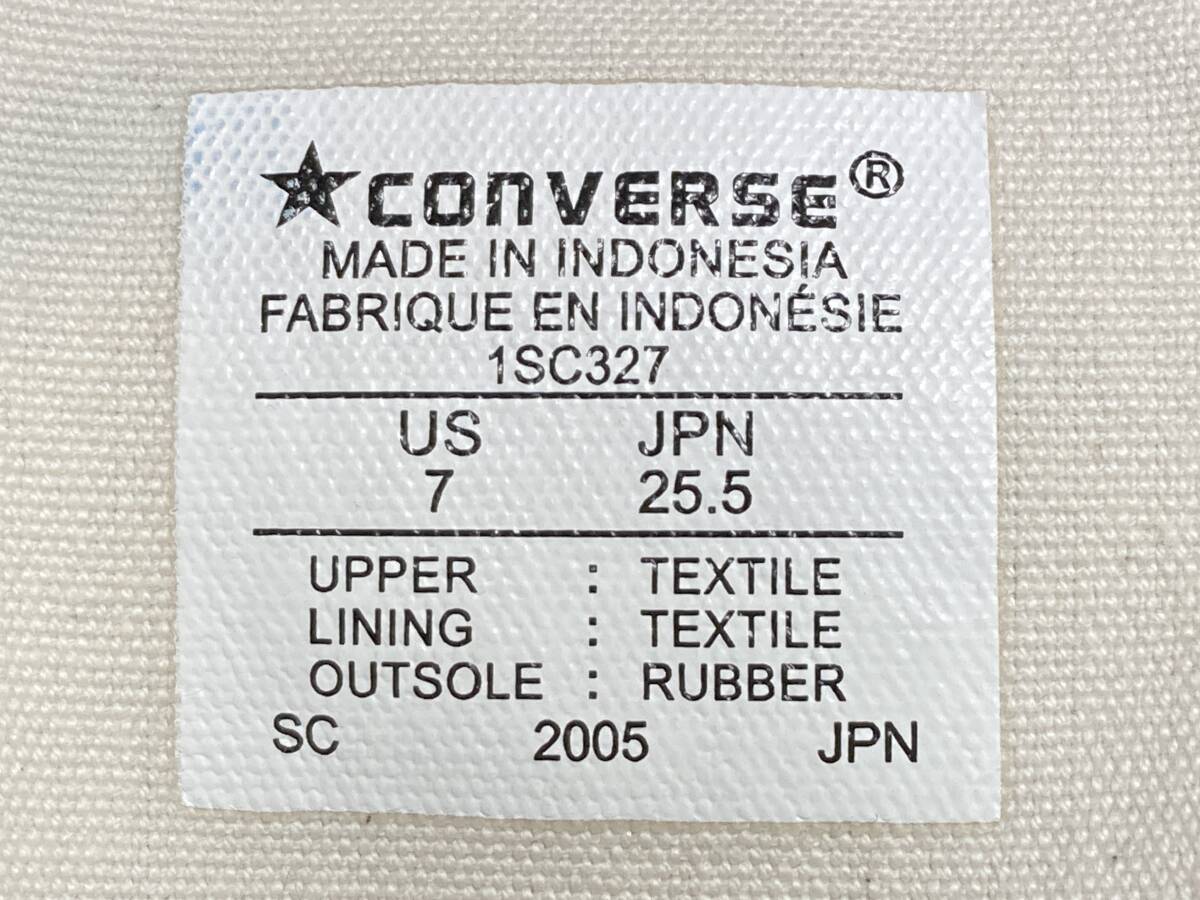 ★CONVERSE®
MADE IN INDONESIA
FABRIQUE EN INDONÉSIE
1SC327
US JPN
7 25.5
UPPER : TEXTILE
LINING : TEXTILE
OUTSOLE : RUBBER
SC 2005 JPN